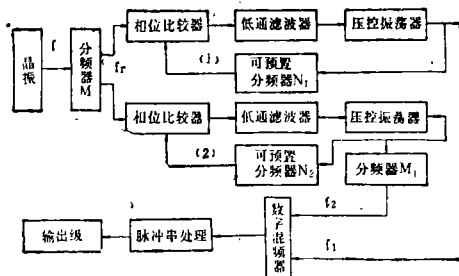 f
晶振
分频器M
fr
相位比较器
低通滤波器
压控振荡器
(1)
可预置
分频器N₁
相位比较器
低通滤波器
压控振荡器
(2)
可预置
分频器N₂
分频器M₁
f₂
输出级
脉冲串处理
数字混频器
f₁